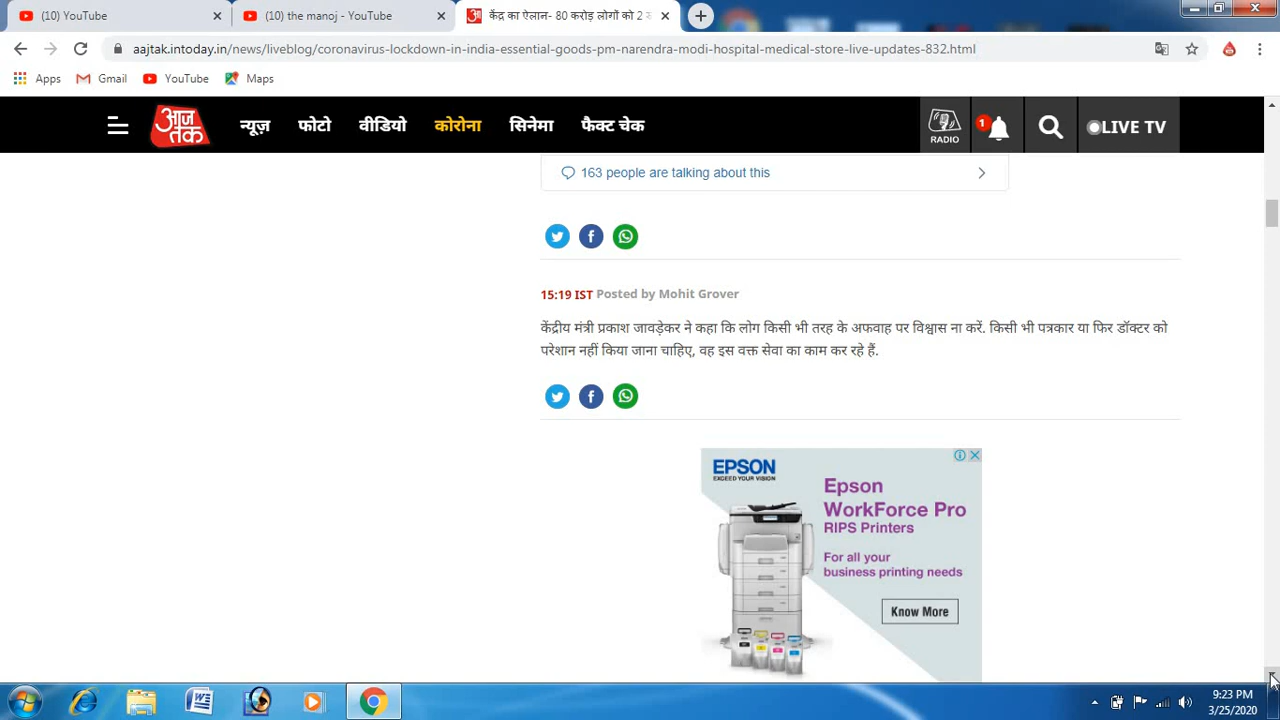 (10) YouTube
(10) the manoj - YouTube
केंद्र का ऐलान- 80 करोड़ लोगों को 2
aajtak.intoday.in/news/liveblog/coronavirus-lockdown-in-india-essential-goods-pm-narendra-modi-hospital-medical-store-live-updates-832.html
Apps
Gmail
YouTube
Maps
आज तक
न्यूज़
फोटो
वीडियो
कोरोना
सिनेमा
फैक्ट चेक
RADIO
1
LIVE TV
163 people are talking about this
15:19 IST Posted by Mohit Grover
केंद्रीय मंत्री प्रकाश जावड़ेकर ने कहा कि लोग किसी भी तरह के अफवाह पर विश्वास ना करें. किसी भी पत्रकार या फिर डॉक्टर को
परेशान नहीं किया जाना चाहिए, वह इस वक्त सेवा का काम कर रहे हैं.
EPSON
EXCEED YOUR VISION
Epson
WorkForce Pro
RIPS Printers
For all your
business printing needs
Know More
9:23 PM
3/25/2020